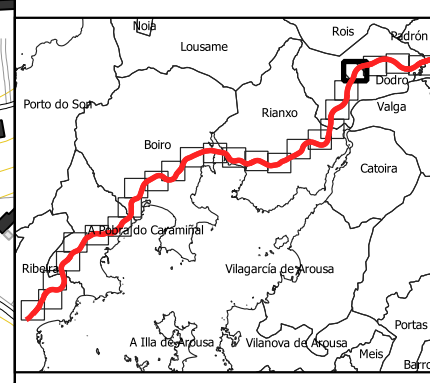 Noia
Rois
Lousame
Padrón
Dodro
Porto do Son
Rianxo
Valga
Boiro
Catoira
A Pobra do Caramiñal
Ribeira
Vilagarcía de Arousa
Portas
A Illa de Arousa
Vilanova de Arousa
Meis
Barro